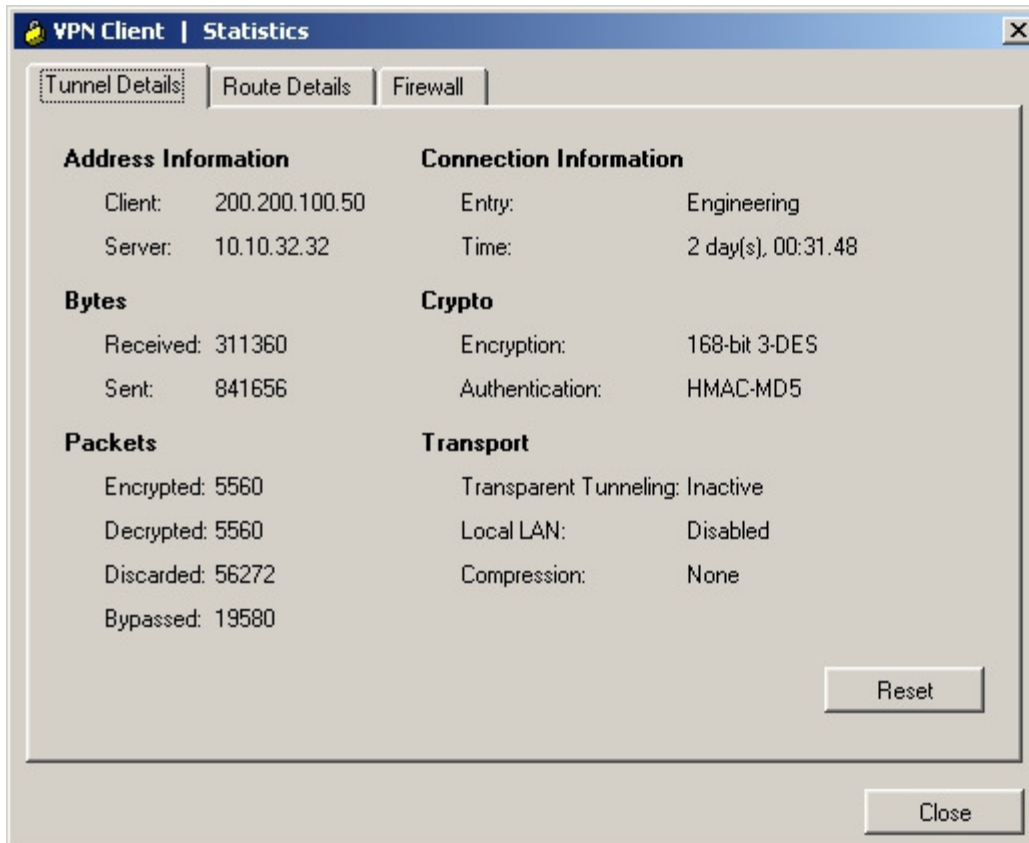 VPN Client | Statistics
Tunnel Details
Route Details
Firewall
Address Information
Client: 200.200.100.50
Server: 10.10.32.32
Connection Information
Entry: Engineering
Time: 2 day(s), 00:31.48
Bytes
Received: 311360
Sent: 841656
Crypto
Encryption: 168-bit 3-DES
Authentication: HMAC-MD5
Packets
Encrypted: 5560
Decrypted: 5560
Discarded: 56272
Bypassed: 19580
Transport
Transparent Tunneling: Inactive
Local LAN: Disabled
Compression: None
Reset
Close